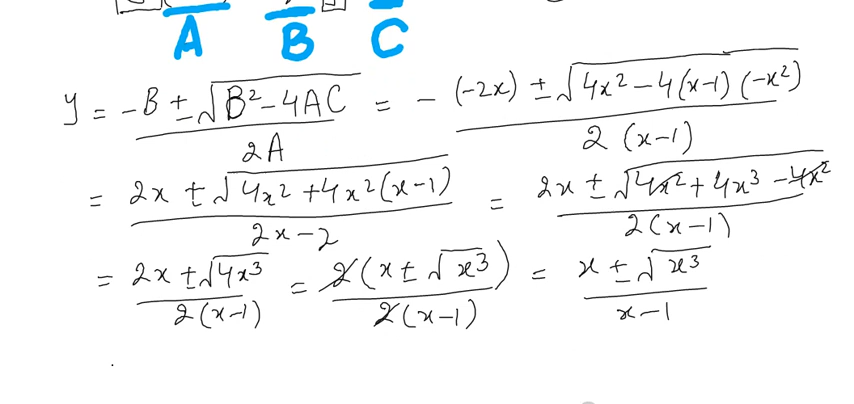 A B C
y = -B ± √(B² - 4AC) / 2A = - (-2x) ± √(4x² - 4(x-1)(-x²)) / 2 (x-1)
= 2x ± √(4x² + 4x²(x-1)) / 2x - 2 = 2x ± √(4x² + 4x³ - 4x²) / 2(x-1)
= 2x ± √(4x³) / 2(x-1) = 2(x ± √(x³)) / 2(x-1) = x ± √(x³) / x-1